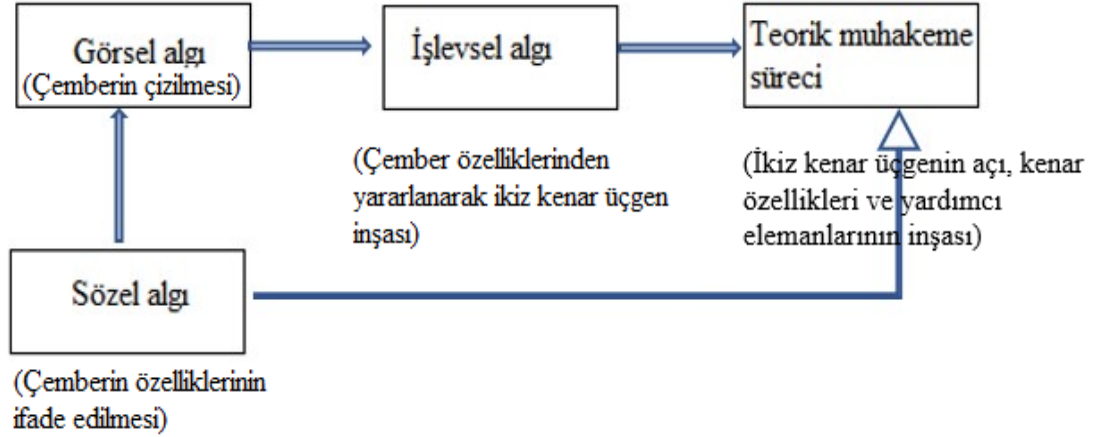 Görsel algı
(Çemberin çizilmesi)
İşlevsel algı
Teorik muhakeme
süreci
(Çember özelliklerinden
yararlanarak ikiz kenar üçgen
inşası)
(İkiz kenar üçgenin açı, kenar
özellikleri ve yardımcı
elemanlarının inşası)
Sözel algı
(Çemberin özelliklerinin
ifade edilmesi)